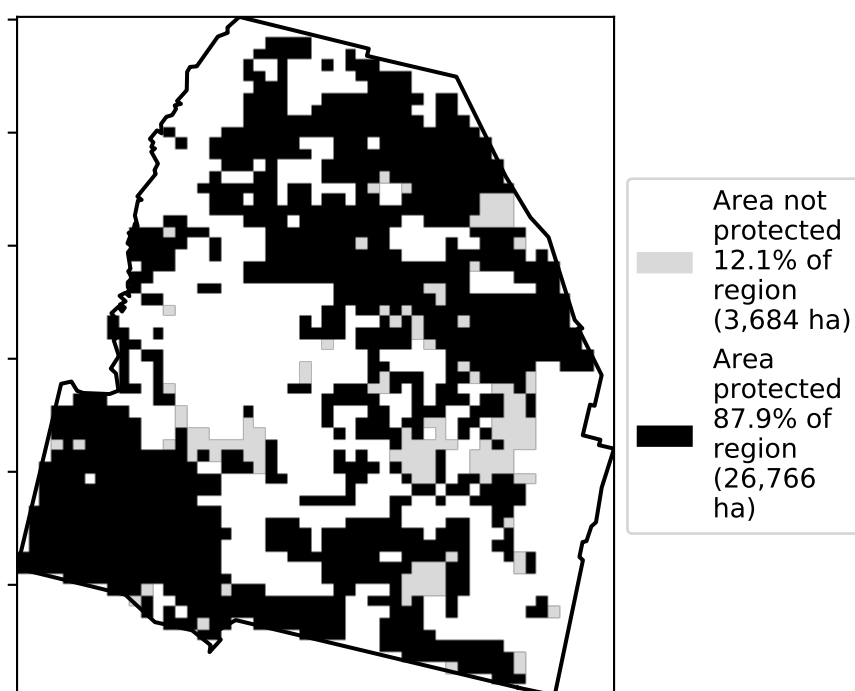 Area not
protected
12.1% of
region
(3,684 ha)
Area
protected
87.9% of
region
(26,766
ha)